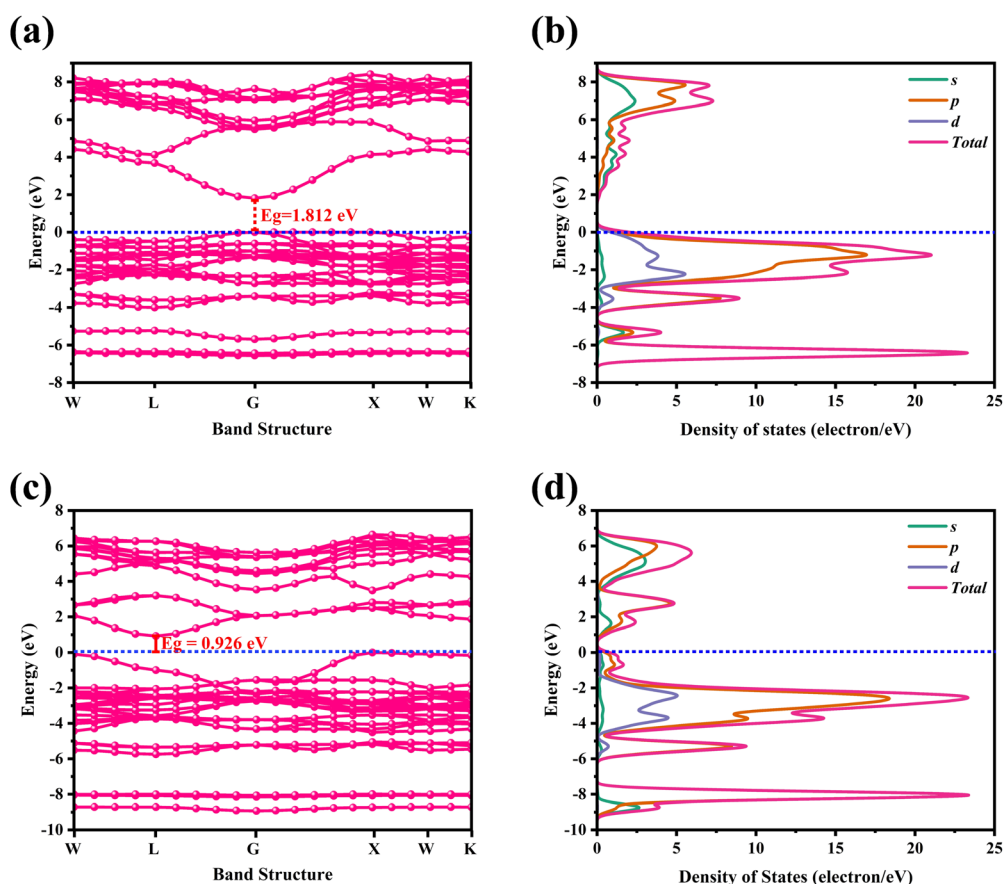 (a)
Energy (eV)
8
6
4
2
0
-2
-4
-6
-8
Eg=1.812 eV
W L G X W K
Band Structure
(b)
Energy (eV)
8
6
4
2
0
-2
-4
-6
-8
s
p
d
Total
0 5 10 15 20 25
Density of states (electron/eV)
(c)
Energy (eV)
8
6
4
2
0
-2
-4
-6
-8
-10
Eg = 0.926 eV
W L G X W K
Band Structure
(d)
Energy (eV)
8
6
4
2
0
-2
-4
-6
-8
-10
s
p
d
Total
0 5 10 15 20 25
Density of States (electron/eV)